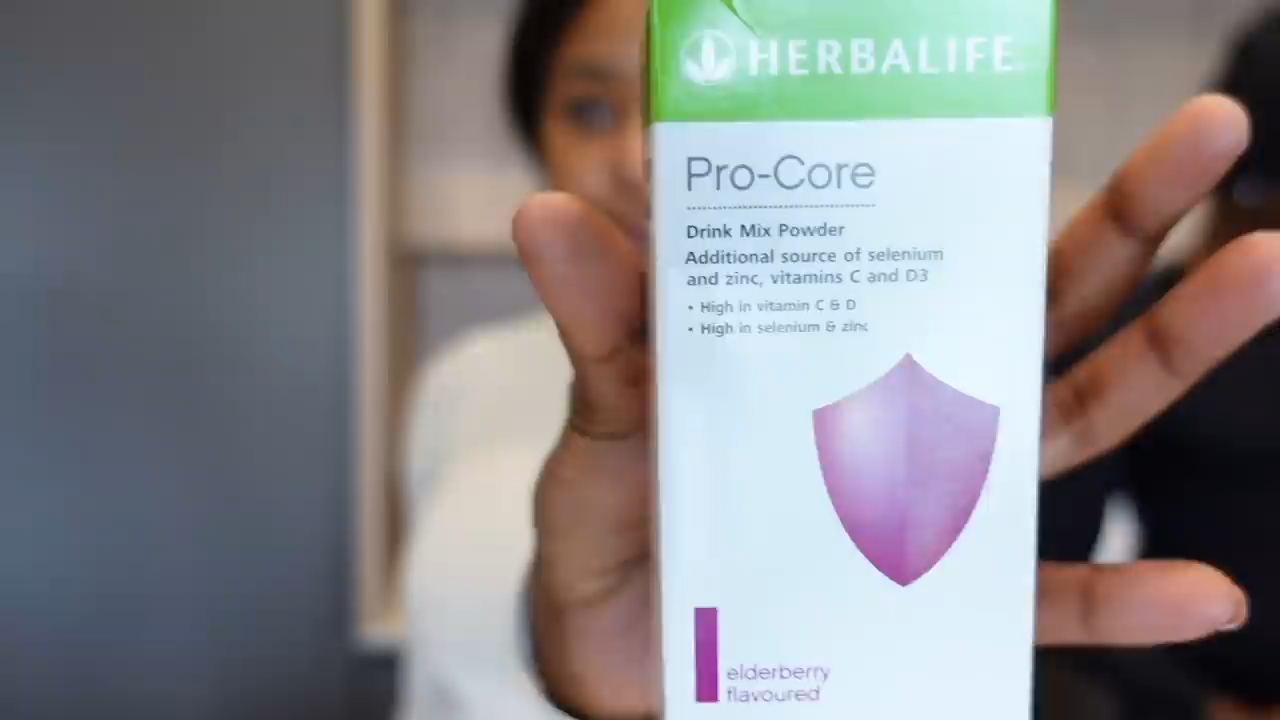 HERBALIFE
Pro-Core
Drink Mix Powder
Additional source of selenium
and zinc, vitamins C and D3
• High in vitamin C & D
• High in selenium & zinc
elderberry
flavoured